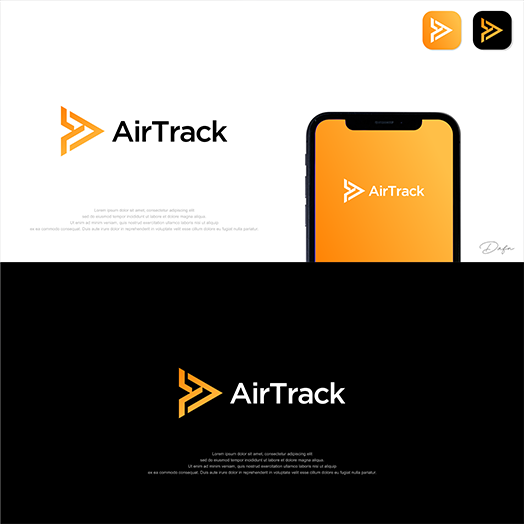 AirTrack
AirTrack
Lorem ipsum dolor sit amet, consectetur adipiscing elit,
sed do eiusmod tempor incididunt ut labore et dolore magna aliqua.
Ut enim ad minim veniam, quis nostrud exercitation ullamco laboris nisi ut aliquip
ex ea commodo consequat. Duis aute irure dolor in reprehenderit in voluptate velit esse cillum dolore eu fugiat nulla pariatur.
AirTrack
Lorem ipsum dolor sit amet, consectetur adipiscing elit,
sed do eiusmod tempor incididunt ut labore et dolore magna aliqua.
Ut enim ad minim veniam, quis nostrud exercitation ullamco laboris nisi ut aliquip
ex ea commodo consequat. Duis aute irure dolor in reprehenderit in voluptate velit esse cillum dolore eu fugiat nulla pariatur.